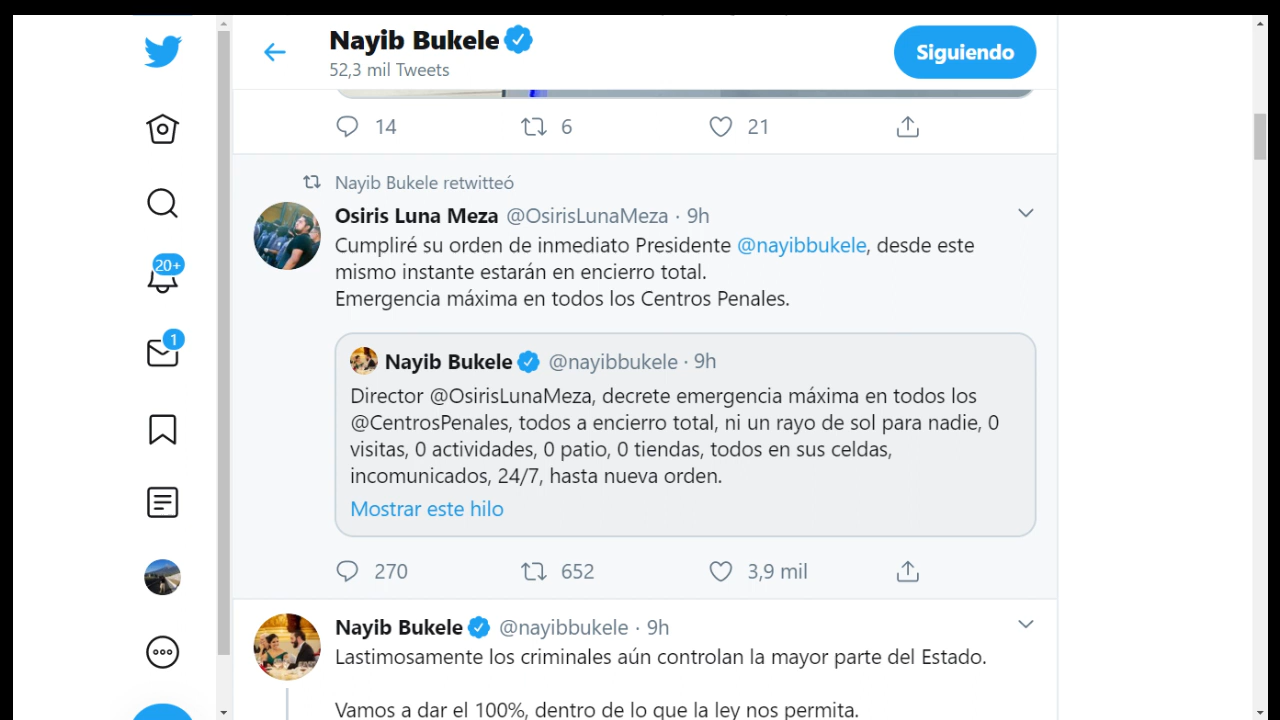 Nayib Bukele
52,3 mil Tweets
Siguiendo
14 6 21
Nayib Bukele retwitteó
Osiris Luna Meza @OsirisLunaMeza · 9h
Cumpliré su orden de inmediato Presidente @nayibbukele, desde este
mismo instante estarán en encierro total.
Emergencia máxima en todos los Centros Penales.
Nayib Bukele @nayibbukele · 9h
Director @OsirisLunaMeza, decrete emergencia máxima en todos los
@CentrosPenales, todos a encierro total, ni un rayo de sol para nadie, 0
visitas, 0 actividades, 0 patio, 0 tiendas, todos en sus celdas,
incomunicados, 24/7, hasta nueva orden.
Mostrar este hilo
270 652 3,9 mil
Nayib Bukele @nayibbukele · 9h
Lastimosamente los criminales aún controlan la mayor parte del Estado.
Vamos a dar el 100%, dentro de lo que la ley nos permita.
20+
1